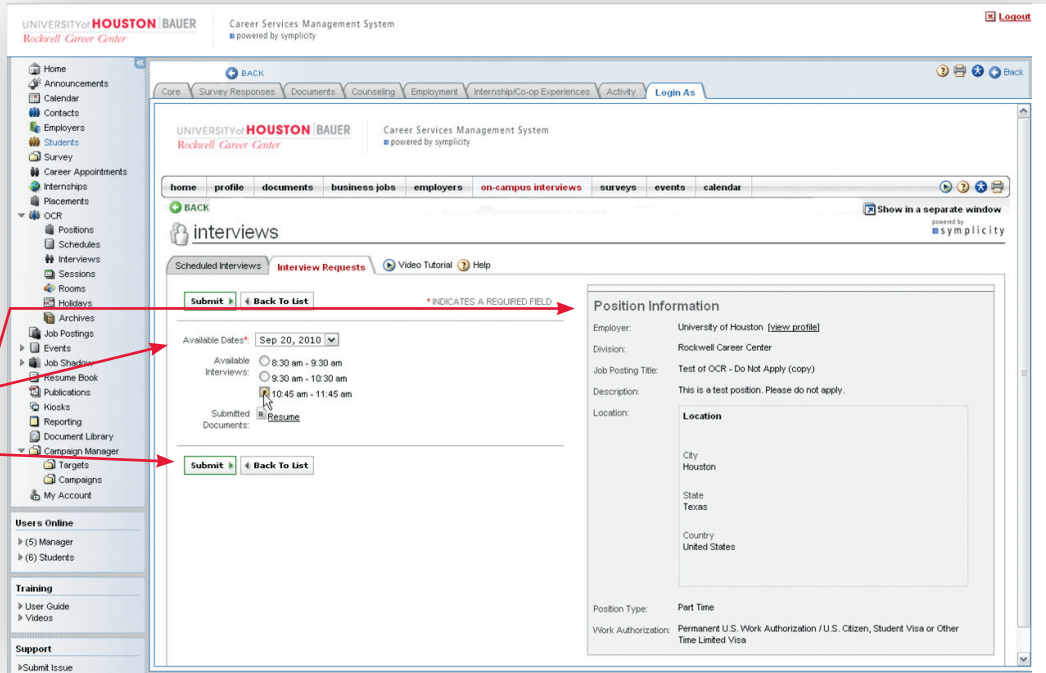 UNIVERSITYof HOUSTON BAUER
Rockwell Career Center
Career Services Management System
powered by symplicity
Logout
Home
Announcements
Calendar
Contacts
Employers
Students
Survey
Career Appointments
Internships
Placements
OCR
Positions
Schedules
Interviews
Sessions
Rooms
Holidays
Archives
Job Postings
Events
Job Shadow
Resume Book
Publications
Kiosks
Reporting
Document Library
Campaign Manager
Targets
Campaigns
My Account
Users Online
(5) Manager
(6) Students
Training
User Guide
Videos
Support
Submit Issue
BACK
Back
Core Survey Responses Documents Counseling Employment Internship/Co-op Experiences Activity Login As
UNIVERSITYof HOUSTON BAUER
Rockwell Career Center
Career Services Management System
powered by symplicity
home profile documents business jobs employers on-campus interviews surveys events calendar
BACK
Show in a separate window
interviews
powered by
symplicity
Scheduled Interviews Interview Requests Video Tutorial Help
Submit Back To List
* INDICATES A REQUIRED FIELD
Available Dates*: Sep 20, 2010
Available Interviews:
8:30 am - 9:30 am
9:30 am - 10:30 am
10:45 am - 11:45 am
Submitted Documents:
R Resume
Submit Back To List
Position Information
Employer: University of Houston [view profile]
Division: Rockwell Career Center
Job Posting Title: Test of OCR - Do Not Apply (copy)
Description: This is a test position. Please do not apply.
Location:
Location
City
Houston
State
Texas
Country
United States
Position Type: Part Time
Work Authorization: Permanent U.S. Work Authorization / U.S. Citizen, Student Visa or Other
Time Limited Visa